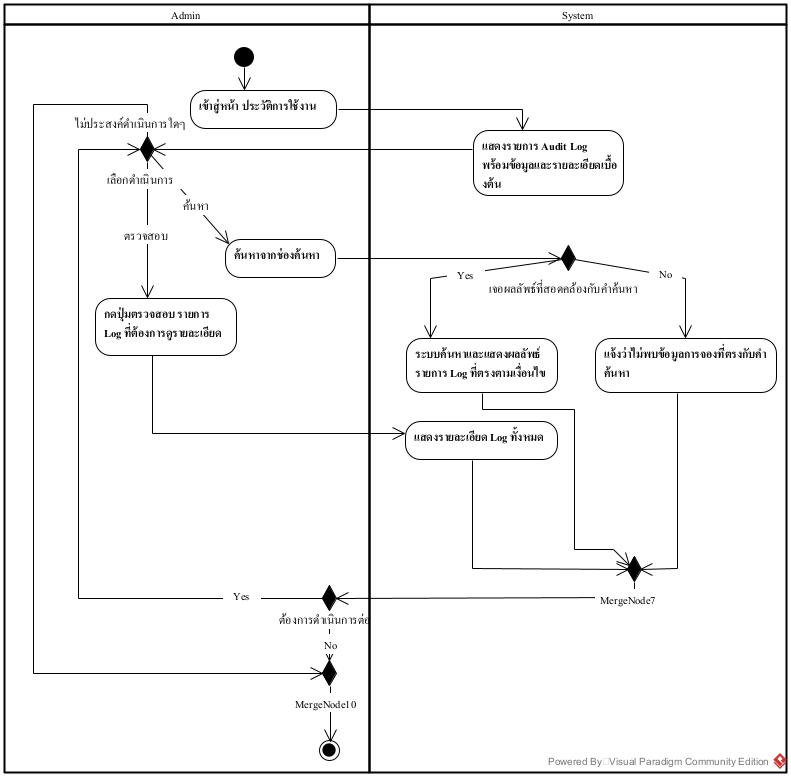 Admin
System
เข้าสู่หน้า ประวัติการใช้งาน
ไม่ประสงค์ดำเนินการใดๆ
แสดงรายการ Audit Log
พร้อมข้อมูลและรายละเอียดเบื้อ
งต้น
เลือกดำเนินการ
ค้นหา
ตรวจสอบ
ค้นหาจากช่องค้นหา
Yes
No
เจอผลลัพธ์ที่สอดคล้องกับคำค้นหา
กดปุ่มตรวจสอบ รายการ
Log ที่ต้องการดูรายละเอียด
ระบบค้นหาและแสดงผลลัพธ์
รายการ Log ที่ตรงตามเงื่อนไข
แจ้งว่าไม่พบข้อมูลการจองที่ตรงกับคำ
ค้นหา
แสดงรายละเอียด Log ทั้งหมด
Yes
MergeNode7
ต้องการดำเนินการต่อ
No
MergeNode10
Powered By Visual Paradigm Community Edition